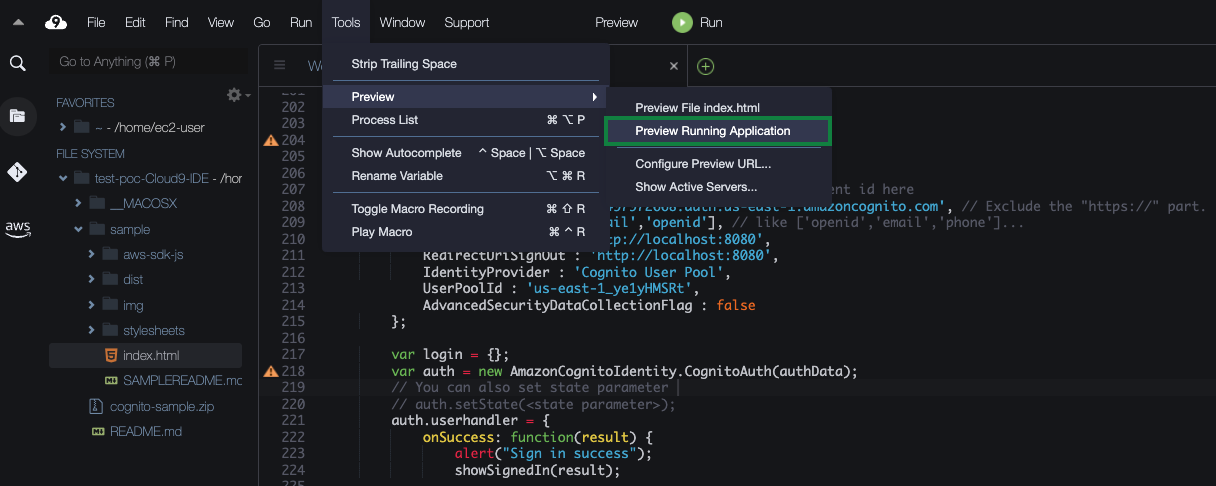 9 File Edit Find View Go Run Tools Window Support Preview Run
Go to Anything (⌘ P)
FAVORETES
~ - /home/ec2-user
FILE SYSTEM
test-poc-Cloud9-IDE - /hor
__MACOSX
sample
aws-sdk-js
dist
img
stylesheets
index.html
SAMPLEREADME.mc
cognito-sample.zip
README.md
aws
Strip Trailing Space
Preview
Process List ⌘ ⌥ P
Show Autocomplete ^ Space | ⌥ Space
Rename Variable ⌥ ⌘ R
Toggle Macro Recording ⌘ ⇧ R
Play Macro ⌘ ^ R
Preview File index.html
Preview Running Application
Configure Preview URL...
Show Active Servers...
202
203
204
205
206
207 ent id here
208 .auth.us-east-1.amazoncognito.com', // Exclude the "https://" part.
209 ail','openid'], // like ['openid','email','phone']...
210 tp://localhost:8080',
211 RedirectUriSignOut : 'http://localhost:8080',
212 IdentityProvider : 'Cognito User Pool',
213 UserPoolId : 'us-east-1_ye1yHMSRt',
214 AdvancedSecurityDataCollectionFlag : false
215 };
216
217 var login = {};
218 var auth = new AmazonCognitoIdentity.CognitoAuth(authData);
219 // You can also set state parameter
220 // auth.setState(<state parameter>);
221 auth.userhandler = {
222 onSuccess: function(result) {
223 alert("Sign in success");
224 showSignedIn(result);